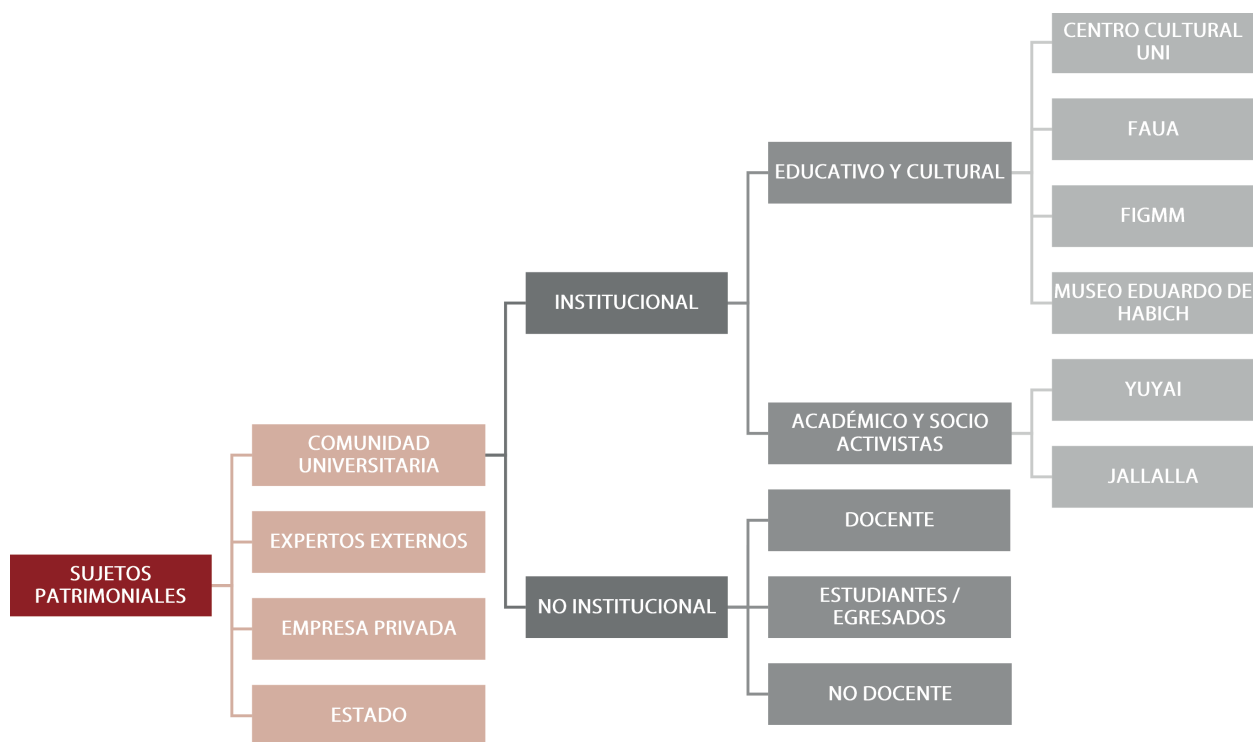 SUJETOS
PATRIMONIALES
COMUNIDAD
UNIVERSITARIA
EXPERTOS EXTERNOS
EMPRESA PRIVADA
ESTADO
INSTITUCIONAL
NO INSTITUCIONAL
EDUCATIVO Y CULTURAL
ACADÉMICO Y SOCIO
ACTIVISTAS
DOCENTE
ESTUDIANTES /
EGRESADOS
NO DOCENTE
CENTRO CULTURAL
UNI
FAUA
FIGMM
MUSEO EDUARDO DE
HABICH
YUYAI
JALLALLA